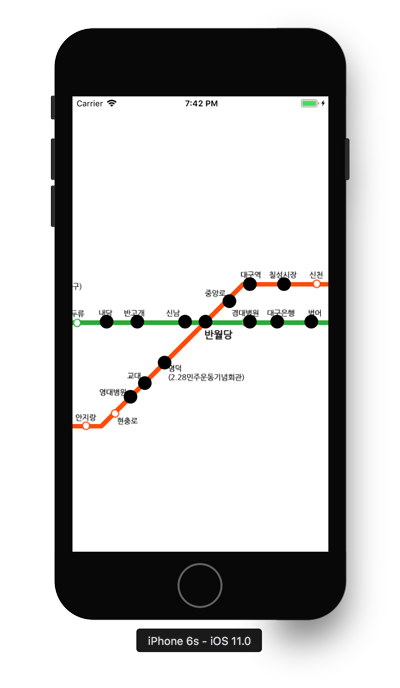 Carrier
7:42 PM
대구역
칠성시장
신천
구)
중앙로
두류
내당
반고개
신남
경대병원
대구은행
범어
반월당
명덕
(2.28민주운동기념회관)
교대
영대병원
안지랑
현충로
iPhone 6s - iOS 11.0